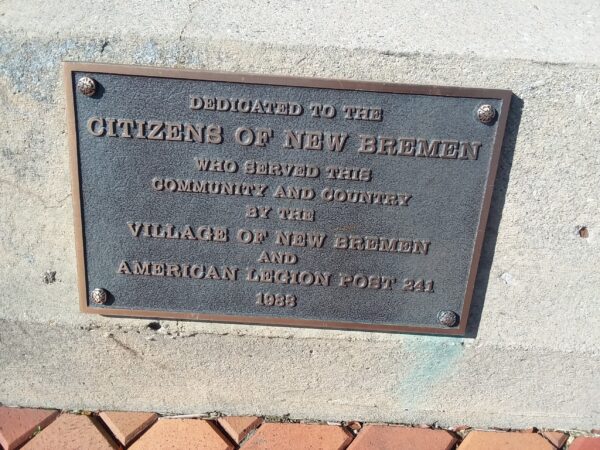 DEDICATED TO THE
CITIZENS OF NEW BREMEN
WHO SERVED THIS
COMMUNITY AND COUNTRY
BY THE
VILLAGE OF NEW BREMEN
AND
AMERICAN LEGION POST 241
1988